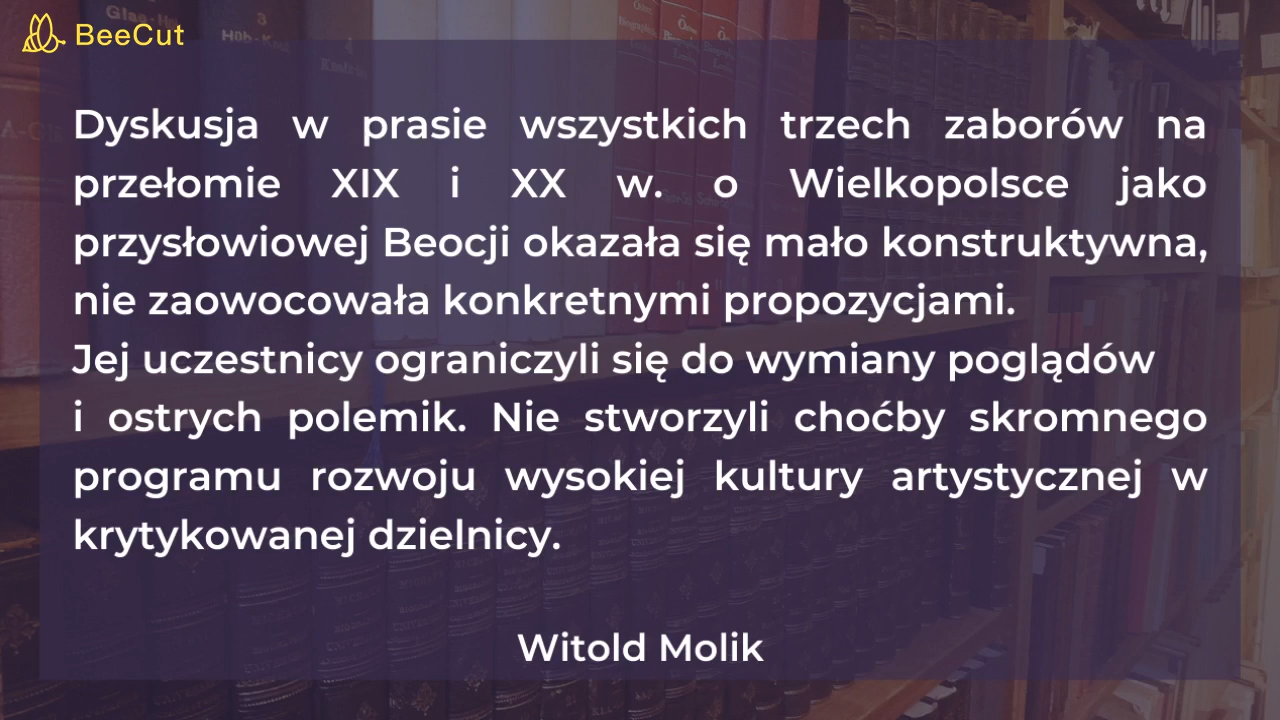 BeeCut
Dyskusja w prasie wszystkich trzech zaborów na
przełomie XIX i XX w. o Wielkopolsce jako
przysłowiowej Beocji okazała się mało konstruktywna,
nie zaowocowała konkretnymi propozycjami.
Jej uczestnicy ograniczyli się do wymiany poglądów
i ostrych polemik. Nie stworzyli choćby skromnego
programu rozwoju wysokiej kultury artystycznej w
krytykowanej dzielnicy.
Witold Molik